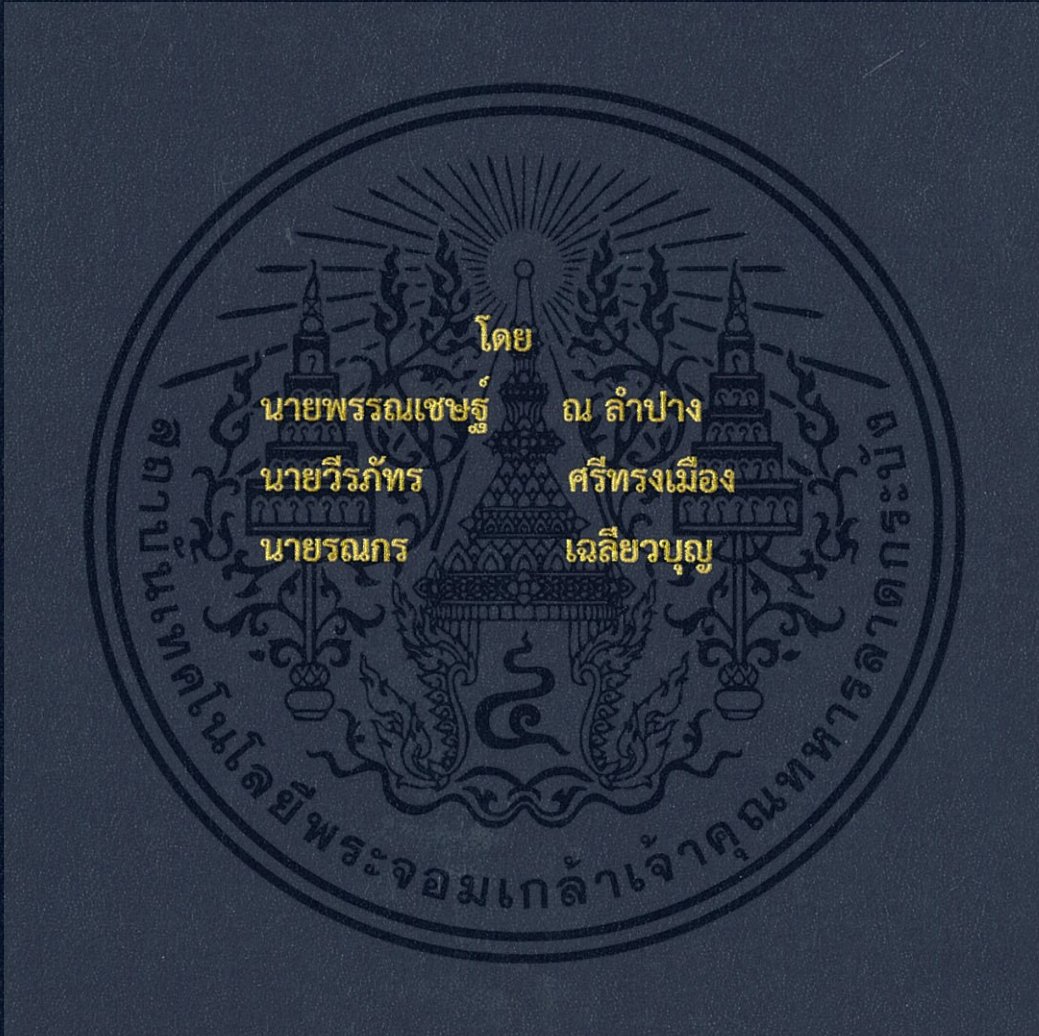 โดย
นายพรรณเชษฐ์ ณ ลำปาง
นายวีรภัทร ศรีทรงเมือง
นายรณกร เฉลียวบุญ
๔
สถาบันเทคโนโลยีพระจอมเกล้าเจ้าคุณทหารลาดกระบัง